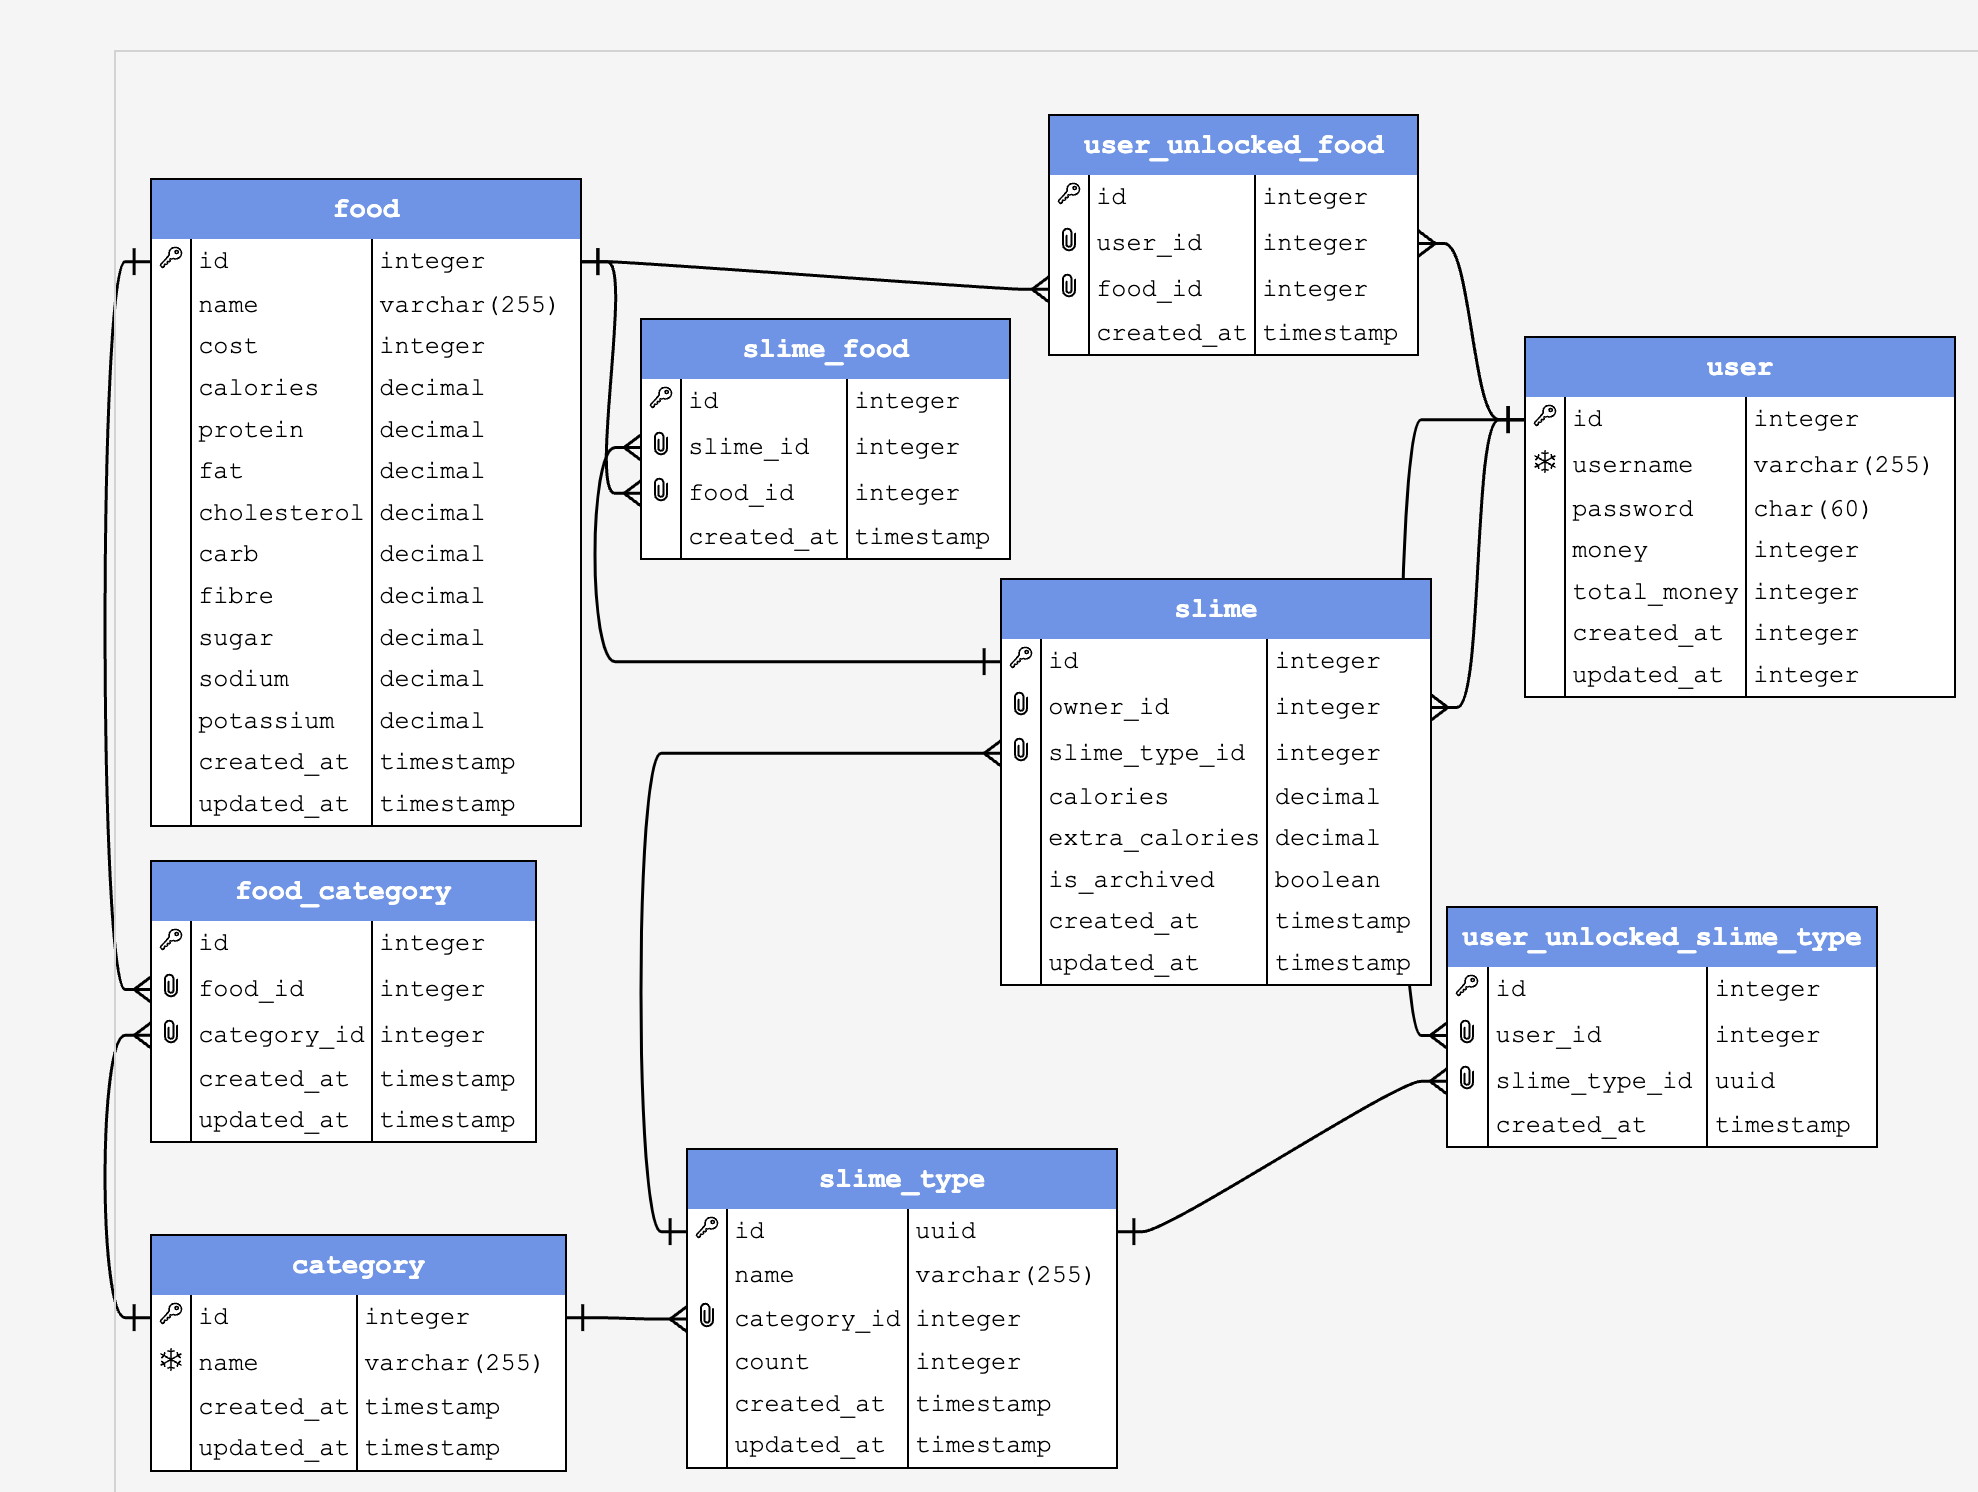 user_unlocked_food
id integer
user_id integer
food_id integer
created_at timestamp
food
id integer
name varchar(255)
cost integer
calories decimal
protein decimal
fat decimal
cholesterol decimal
carb decimal
fibre decimal
sugar decimal
sodium decimal
potassium decimal
created_at timestamp
updated_at timestamp
slime_food
id integer
slime_id integer
food_id integer
created_at timestamp
user
id integer
username varchar(255)
password char(60)
money integer
total_money integer
created_at integer
updated_at integer
slime
id integer
owner_id integer
slime_type_id integer
calories decimal
extra_calories decimal
is_archived boolean
created_at timestamp
updated_at timestamp
food_category
id integer
food_id integer
category_id integer
created_at timestamp
updated_at timestamp
user_unlocked_slime_type
id integer
user_id integer
slime_type_id uuid
created_at timestamp
slime_type
id uuid
name varchar(255)
category_id integer
count integer
created_at timestamp
updated_at timestamp
category
id integer
name varchar(255)
created_at timestamp
updated_at timestamp